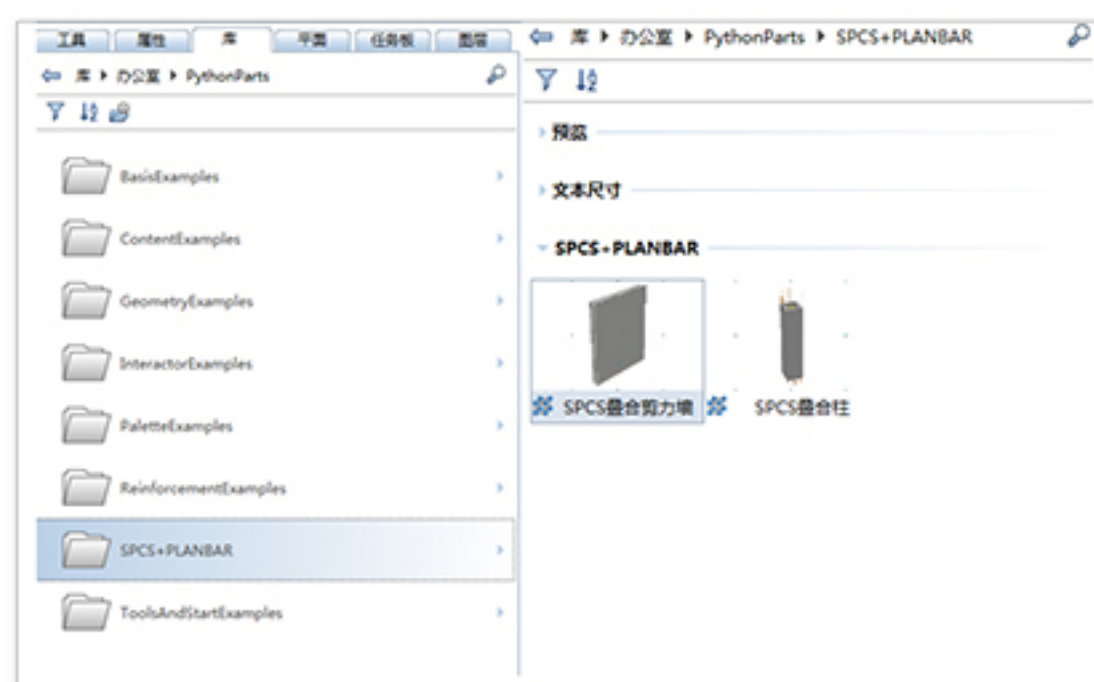 工具 属性 库 平面 任务板 图层
库 办公室 PythonParts
BasisExamples
ContentExamples
GeometryExamples
InteractorExamples
PaletteExamples
ReinforcementExamples
SPCS+PLANBAR
ToolsAndStartExamples
库 办公室 PythonParts SPCS+PLANBAR
预览
文本尺寸
SPCS+PLANBAR
SPCS叠合剪力墙 SPCS叠合柱